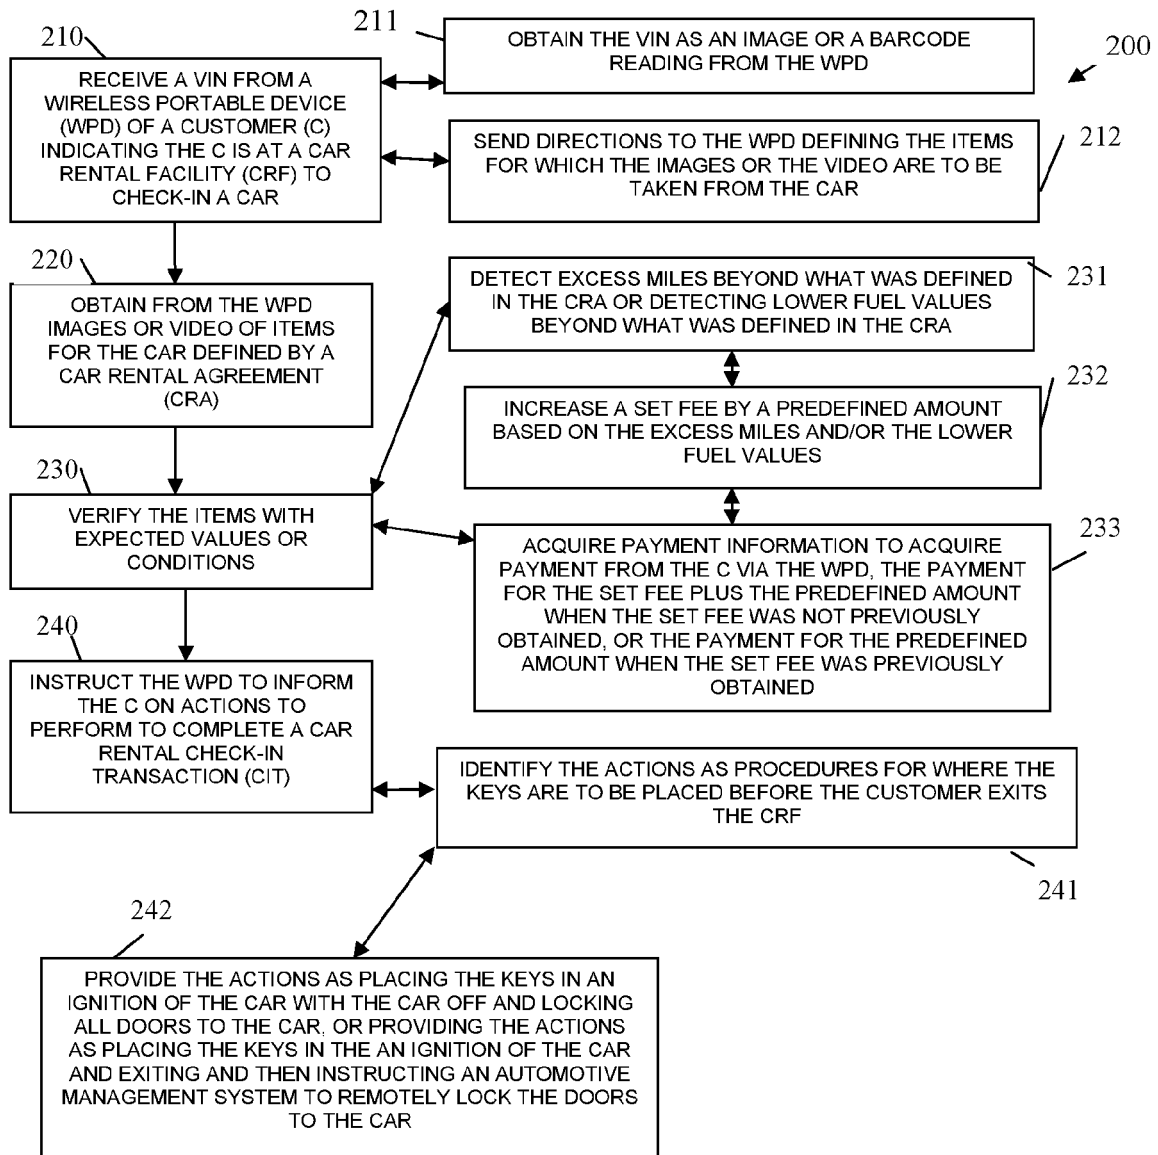 210
RECEIVE A VIN FROM A
WIRELESS PORTABLE DEVICE
(WPD) OF A CUSTOMER (C)
INDICATING THE C IS AT A CAR
RENTAL FACILITY (CRF) TO
CHECK-IN A CAR
211
OBTAIN THE VIN AS AN IMAGE OR A BARCODE
READING FROM THE WPD
200
SEND DIRECTIONS TO THE WPD DEFINING THE ITEMS
FOR WHICH THE IMAGES OR THE VIDEO ARE TO BE
TAKEN FROM THE CAR
212
220
OBTAIN FROM THE WPD
IMAGES OR VIDEO OF ITEMS
FOR THE CAR DEFINED BY A
CAR RENTAL AGREEMENT
(CRA)
DETECT EXCESS MILES BEYOND WHAT WAS DEFINED
IN THE CRA OR DETECTING LOWER FUEL VALUES
BEYOND WHAT WAS DEFINED IN THE CRA
231
INCREASE A SET FEE BY A PREDEFINED AMOUNT
BASED ON THE EXCESS MILES AND/OR THE LOWER
FUEL VALUES
232
230
VERIFY THE ITEMS WITH
EXPECTED VALUES OR
CONDITIONS
ACQUIRE PAYMENT INFORMATION TO ACQUIRE
PAYMENT FROM THE C VIA THE WPD, THE PAYMENT
FOR THE SET FEE PLUS THE PREDEFINED AMOUNT
WHEN THE SET FEE WAS NOT PREVIOUSLY
OBTAINED, OR THE PAYMENT FOR THE PREDEFINED
AMOUNT WHEN THE SET FEE WAS PREVIOUSLY
OBTAINED
233
240
INSTRUCT THE WPD TO INFORM
THE C ON ACTIONS TO
PERFORM TO COMPLETE A CAR
RENTAL CHECK-IN
TRANSACTION (CIT)
IDENTIFY THE ACTIONS AS PROCEDURES FOR WHERE THE
KEYS ARE TO BE PLACED BEFORE THE CUSTOMER EXITS
THE CRF
241
242
PROVIDE THE ACTIONS AS PLACING THE KEYS IN AN
IGNITION OF THE CAR WITH THE CAR OFF AND LOCKING
ALL DOORS TO THE CAR, OR PROVIDING THE ACTIONS
AS PLACING THE KEYS IN THE AN IGNITION OF THE CAR
AND EXITING AND THEN INSTRUCTING AN AUTOMOTIVE
MANAGEMENT SYSTEM TO REMOTELY LOCK THE DOORS
TO THE CAR